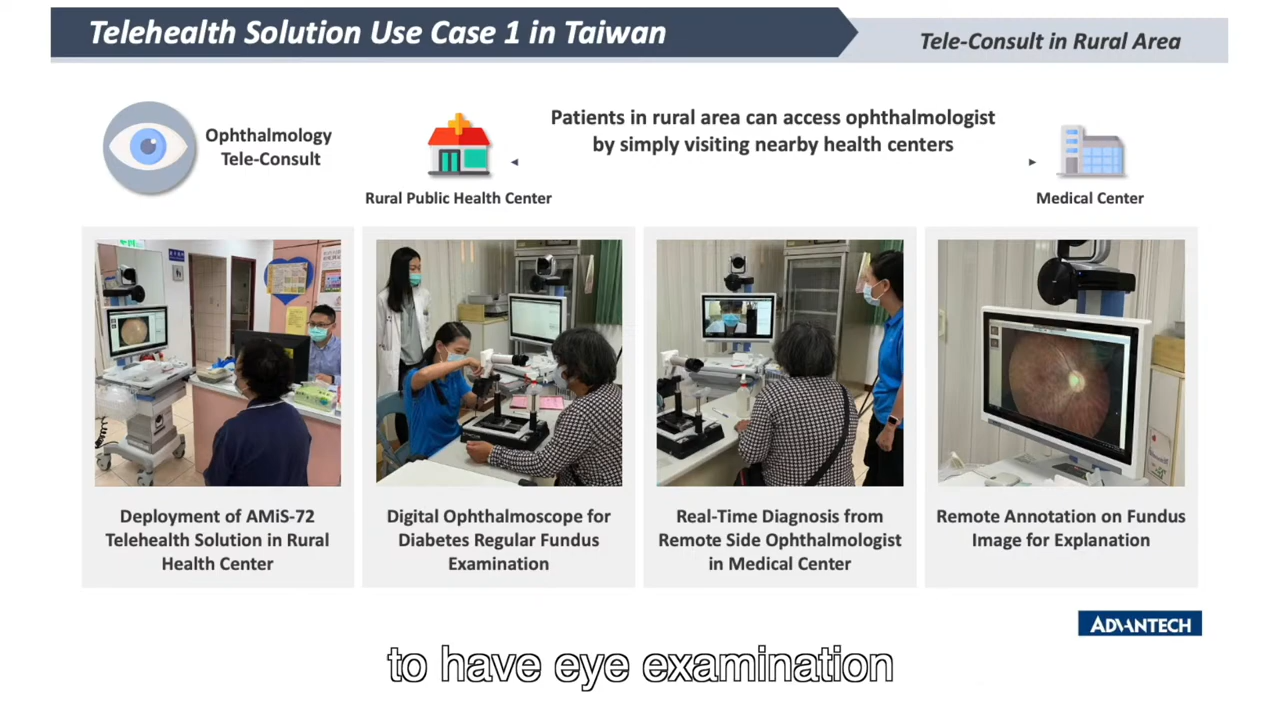 Telehealth Solution Use Case 1 in Taiwan
Tele-Consult in Rural Area
Ophthalmology
Tele-Consult
Rural Public Health Center
Patients in rural area can access ophthalmologist
by simply visiting nearby health centers
Medical Center
Deployment of AMiS-72
Telehealth Solution in Rural
Health Center
Digital Ophthalmoscope for
Diabetes Regular Fundus
Examination
Real-Time Diagnosis from
Remote Side Ophthalmologist
in Medical Center
Remote Annotation on Fundus
Image for Explanation
ADVANTECH
to have eye examination